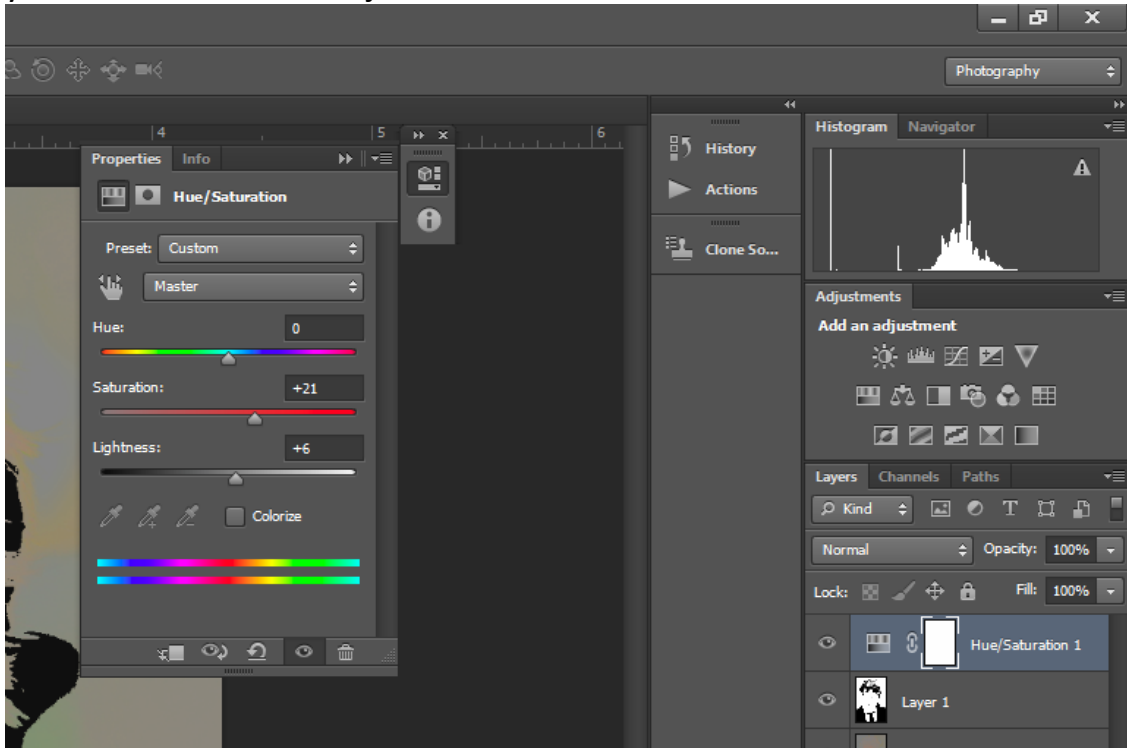 Photography
4 5 6
Properties Info
Hue/Saturation
Preset: Custom
Master
Hue: 0
Saturation: +21
Lightness: +6
Colorize
History
Actions
Clone So...
Histogram Navigator
Adjustments
Add an adjustment
Layers Channels Paths
Kind T
Normal Opacity: 100%
Lock: Fill: 100%
Hue/Saturation 1
Layer 1